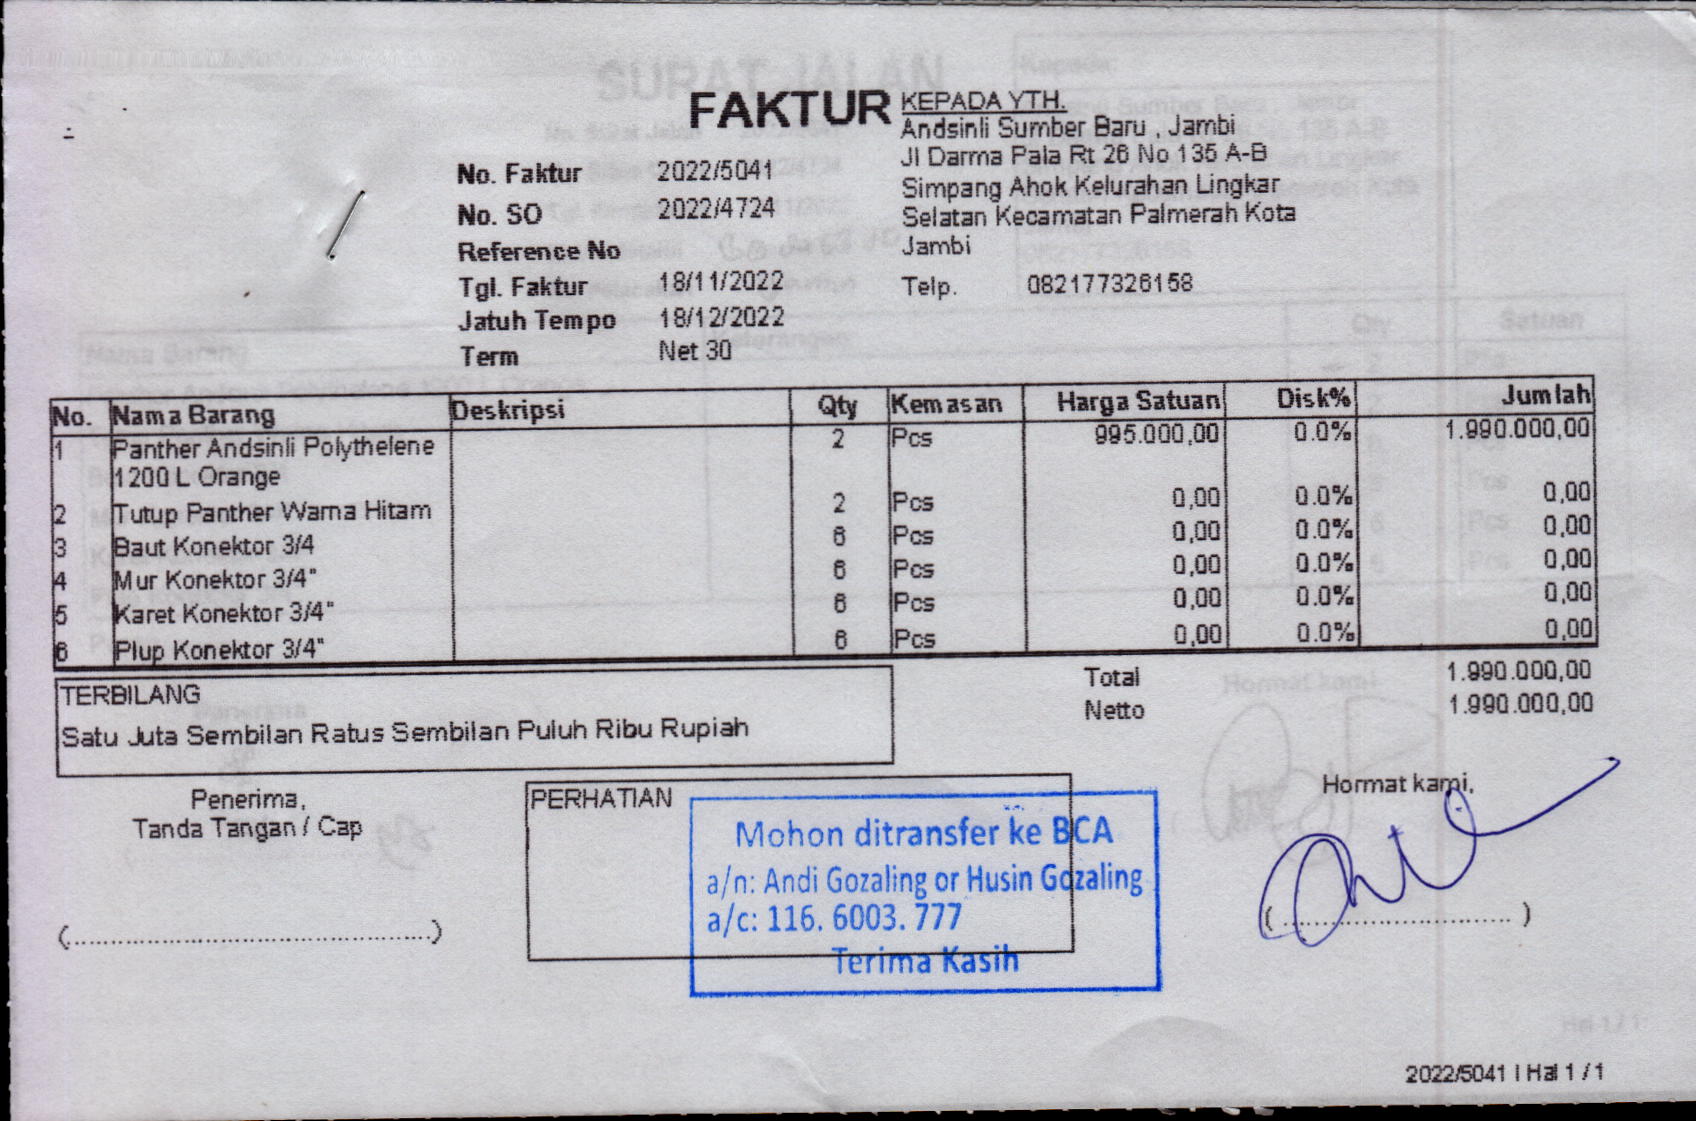 FAKTUR
KEPADA YTH.
Andsinli Sumber Baru , Jambi
Jl Darma Pala Rt 26 No 135 A-B
Simpang Ahok Kelurahan Lingkar
Selatan Kecamatan Palmerah Kota
Jambi
Telp. 082177326158
No. Faktur 2022/5041
No. SO 2022/4724
Reference No
Tgl. Faktur 18/11/2022
Jatuh Tempo 18/12/2022
Term Net 30
No. Nama Barang Deskripsi Qty Kemasan Harga Satuan Disk% Jumlah
1 Panther Andsinli Polythelene 2 Pcs 995.000,00 0.0% 1.990.000,00
1200 L Orange
2 Tutup Panther Warna Hitam 2 Pcs 0,00 0.0% 0,00
3 Baut Konektor 3/4 6 Pcs 0,00 0.0% 0,00
4 Mur Konektor 3/4" 6 Pcs 0,00 0.0% 0,00
5 Karet Konektor 3/4" 6 Pcs 0,00 0.0% 0,00
6 Plup Konektor 3/4" 6 Pcs 0,00 0.0% 0,00
Total 1.990.000,00
Netto 1.990.000,00
TERBILANG
Satu Juta Sembilan Ratus Sembilan Puluh Ribu Rupiah
Penerima,
Tanda Tangan / Cap
(..............................................)
PERHATIAN
Mohon ditransfer ke BCA
a/n: Andi Gozaling or Husin Gozaling
a/c: 116. 6003. 777
Terima Kasih
Hormat kami,
(..............................)
2022/5041 | Hal 1 / 1